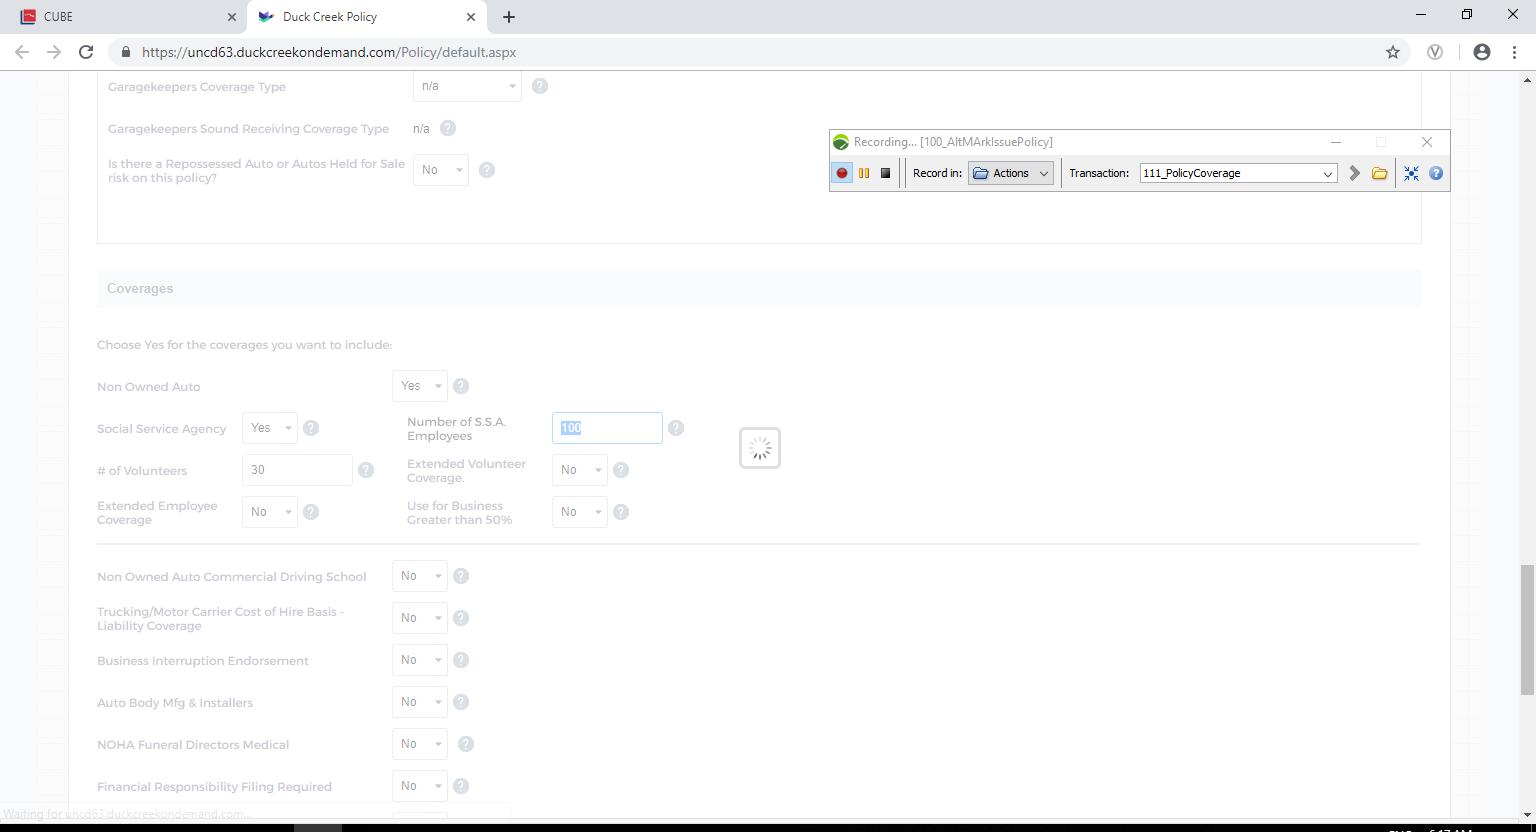 CUBE
Duck Creek Policy
https://uncd63.duckcreekondemand.com/Policy/default.aspx
Garagekeepers Coverage Type n/a ?
Garagekeepers Sound Receiving Coverage Type n/a ?
Is there a Repossessed Auto or Autos Held for Sale
risk on this policy? No ?
Recording... [100_AltMArkIssuePolicy]
Record in: Actions Transaction: 111_PolicyCoverage ?
Coverages
Choose Yes for the coverages you want to include:
Non Owned Auto Yes ?
Social Service Agency Yes ? Number of S.S.A.
Employees 100 ?
# of Volunteers 30 ? Extended Volunteer
Coverage. No ?
Extended Employee
Coverage No ? Use for Business
Greater than 50% No ?
Non Owned Auto Commercial Driving School No ?
Trucking/Motor Carrier Cost of Hire Basis -
Liability Coverage No ?
Business Interruption Endorsement No ?
Auto Body Mfg & Installers No ?
NOHA Funeral Directors Medical No ?
Financial Responsibility Filing Required No ?
Waiting for uncd63.duckcreekondemand.com...